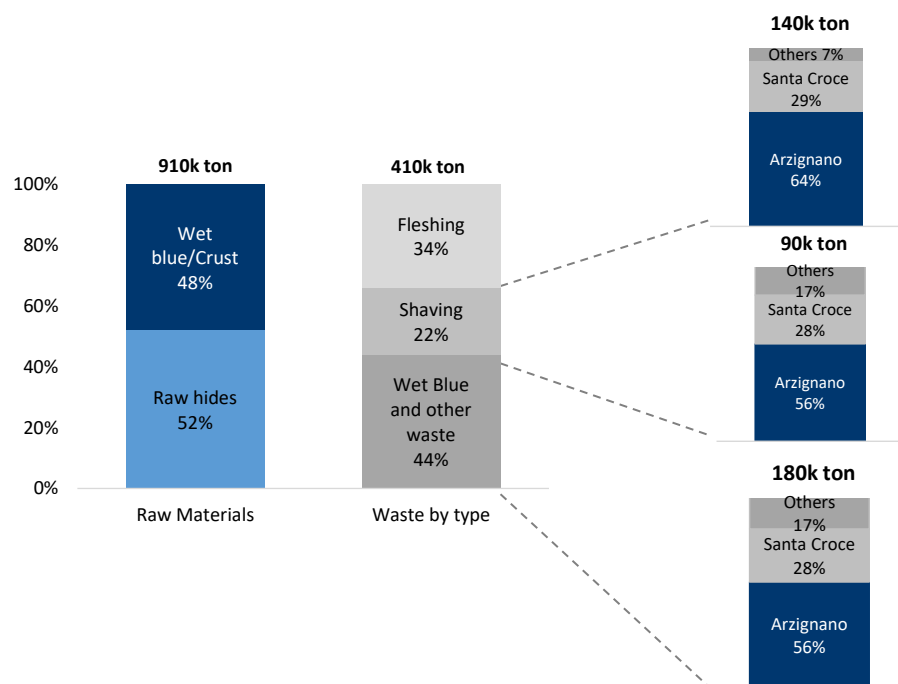 910k ton
100%
80%
60%
40%
20%
0%
Wet
blue/Crust
48%
Raw hides
52%
Raw Materials
410k ton
Fleshing
34%
Shaving
22%
Wet Blue
and other
waste
44%
Waste by type
140k ton
Others 7%
Santa Croce
29%
Arzignano
64%
90k ton
Others
17%
Santa Croce
28%
Arzignano
56%
180k ton
Others
17%
Santa Croce
28%
Arzignano
56%